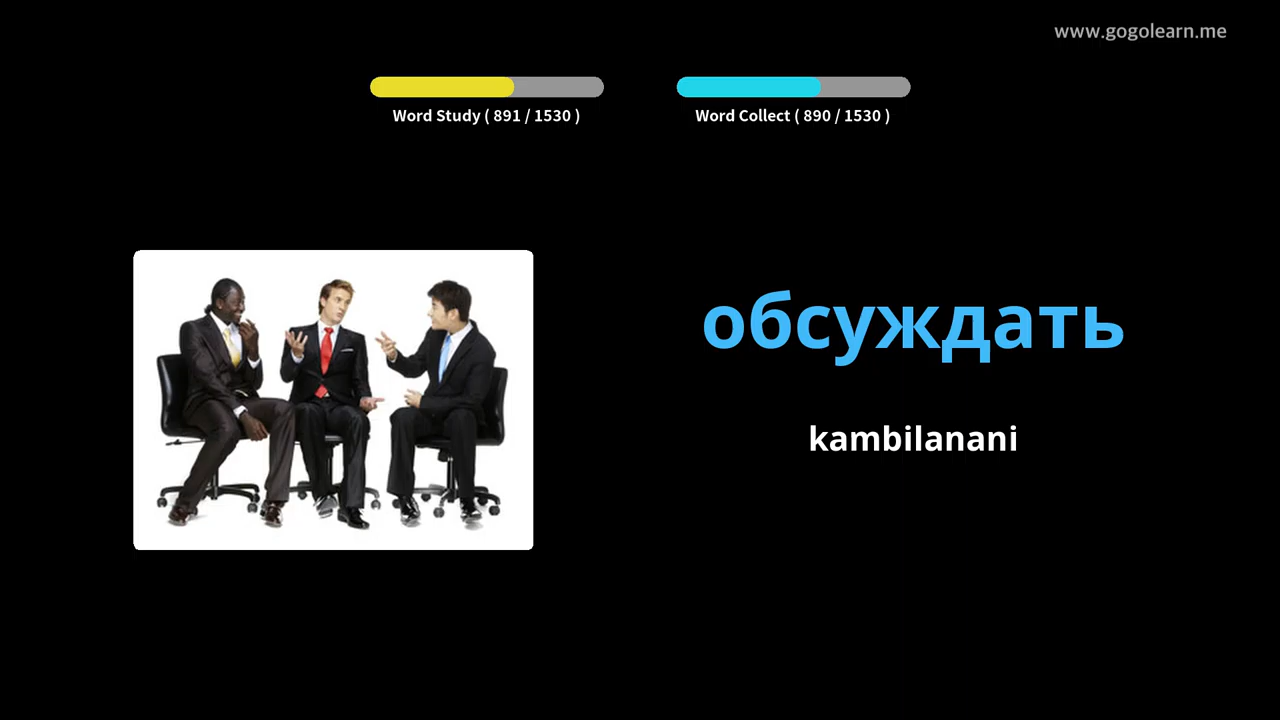 www.gogolearn.me
Word Study ( 891 / 1530 )
Word Collect ( 890 / 1530 )
обсуждать
kambilanani